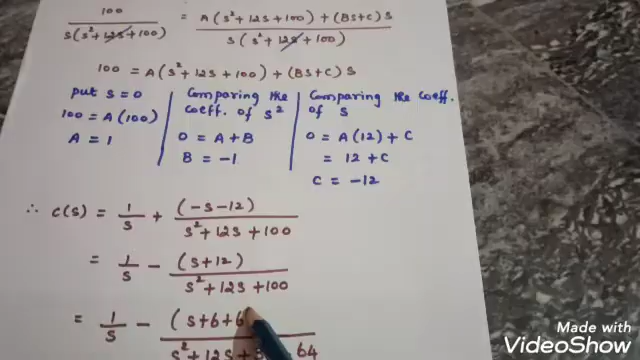 100 / s(s²+12s+100) = A(s²+12s+100)+(Bs+C)s / s(s²+12s+100)
100 = A(s²+12s+100)+(Bs+C)s
put s=0
100 = A(100)
A = 1
Comparing the
coeff. of s²
0 = A+B
B = -1
Comparing the coeff.
of s
0 = A(12)+C
= 12+C
C = -12
∴ C(s) = 1/s + (-s-12) / s²+12s+100
= 1/s - (s+12) / s²+12s+100
= 1/s - (s+6+6 / s²+12s+ 64
Made with
VideoShow